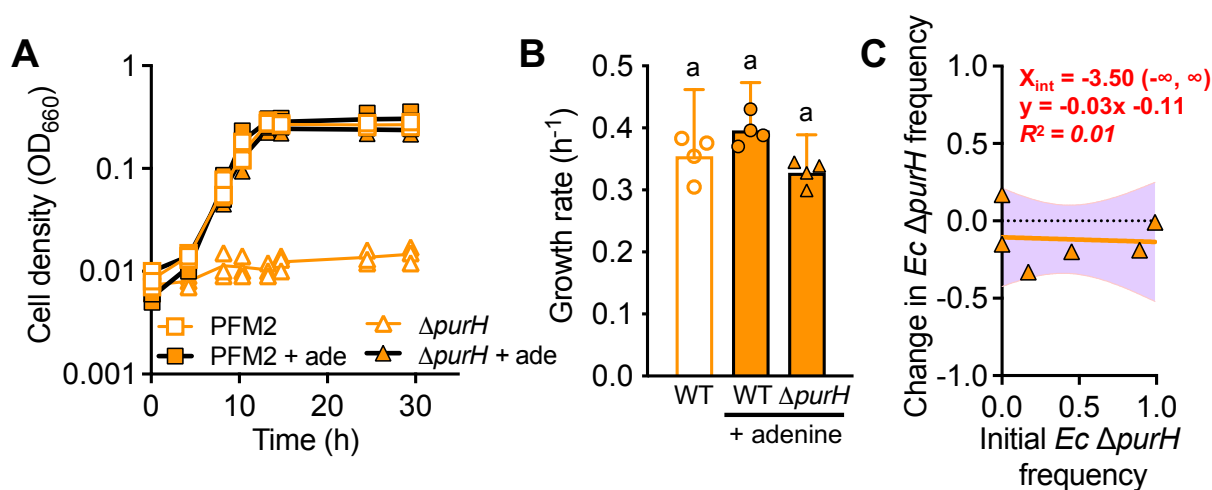 A
Cell density (OD660)
1
0.1
0.01
0.001
PFM2
ΔpurH
PFM2 + ade
ΔpurH + ade
0 10 20 30
Time (h)
B
Growth rate (h-1)
0.5
0.4
0.3
0.2
0.1
0.0
a a a
WT WT ΔpurH
+ adenine
C
Change in Ec ΔpurH frequency
1.0
0.5
0.0
-0.5
-1.0
Xint = -3.50 (-∞, ∞)
y = -0.03x -0.11
R² = 0.01
0.0 0.5 1.0
Initial Ec ΔpurH
frequency